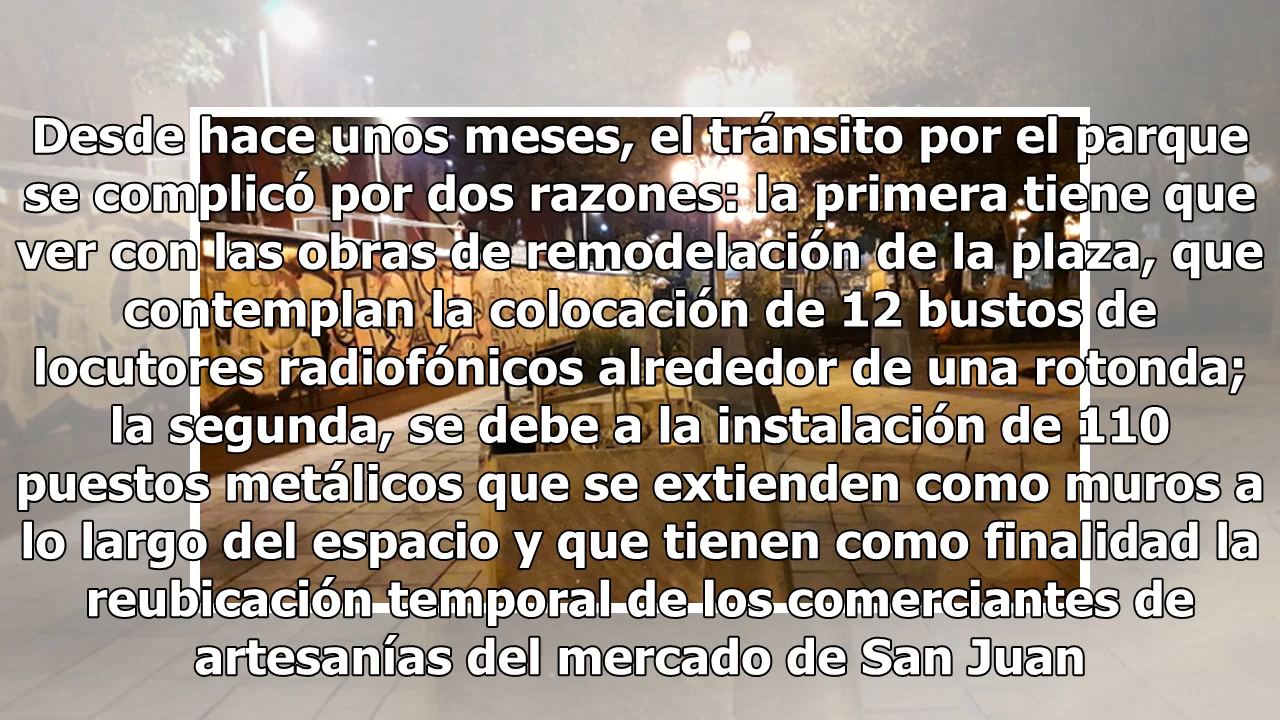 Desde hace unos meses, el tránsito por el parque
se complicó por dos razones: la primera tiene que
ver con las obras de remodelación de la plaza, que
contemplan la colocación de 12 bustos de
locutores radiofónicos alrededor de una rotonda;
la segunda, se debe a la instalación de 110
puestos metálicos que se extienden como muros a
lo largo del espacio y que tienen como finalidad la
reubicación temporal de los comerciantes de
artesanías del mercado de San Juan